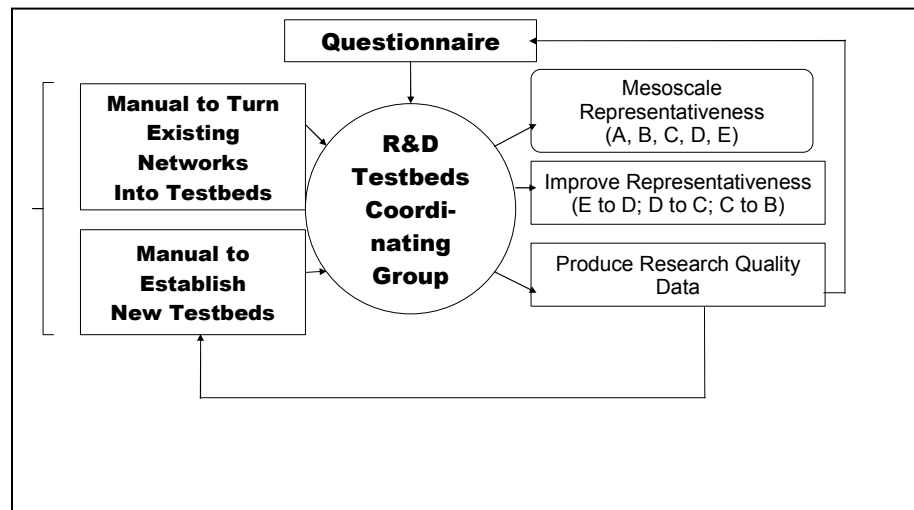 Questionnaire
Manual to Turn
Existing
Networks
Into Testbeds
Manual to
Establish
New Testbeds
R&D
Testbeds
Coordi-
nating
Group
Mesoscale
Representativeness
(A, B, C, D, E)
Improve Representativeness
(E to D; D to C; C to B)
Produce Research Quality
Data